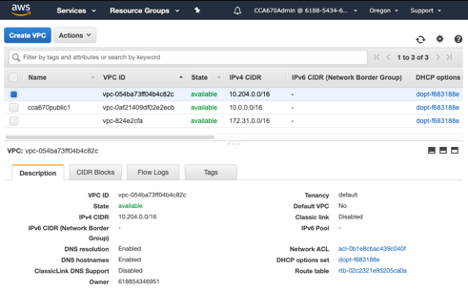 aws
Services
Resource Groups
CCA670Admin @ 6188-5434-6...
Oregon
Support
Create VPC
Actions
Filter by tags and attributes or search by keyword
1 to 3 of 3
Name VPC ID State IPv4 CIDR IPv6 CIDR (Network Border Group) DHCP options
vpc-054ba73ff04b4c82c available 10.204.0.0/16 - dopt-f683188e
cca670public1 vpc-0af21409df02e2ecb available 10.0.0.0/16 - dopt-f683188e
vpc-824e2cfa available 172.31.0.0/16 - dopt-f683188e
VPC: vpc-054ba73ff04b4c82c
Description CIDR Blocks Flow Logs Tags
VPC ID vpc-054ba73ff04b4c82c Tenancy default
State available Default VPC No
IPv4 CIDR 10.204.0.0/16 Classic link Disabled
IPv6 CIDR (Network Border - IPv6 Pool -
Group)
DNS resolution Enabled Network ACL acl-0b1e8cbac439c040f
DNS hostnames Enabled DHCP options set dopt-f683188e
ClassicLink DNS Support Disabled Route table rtb-02c2321e95205ca0a
Owner 618854346951